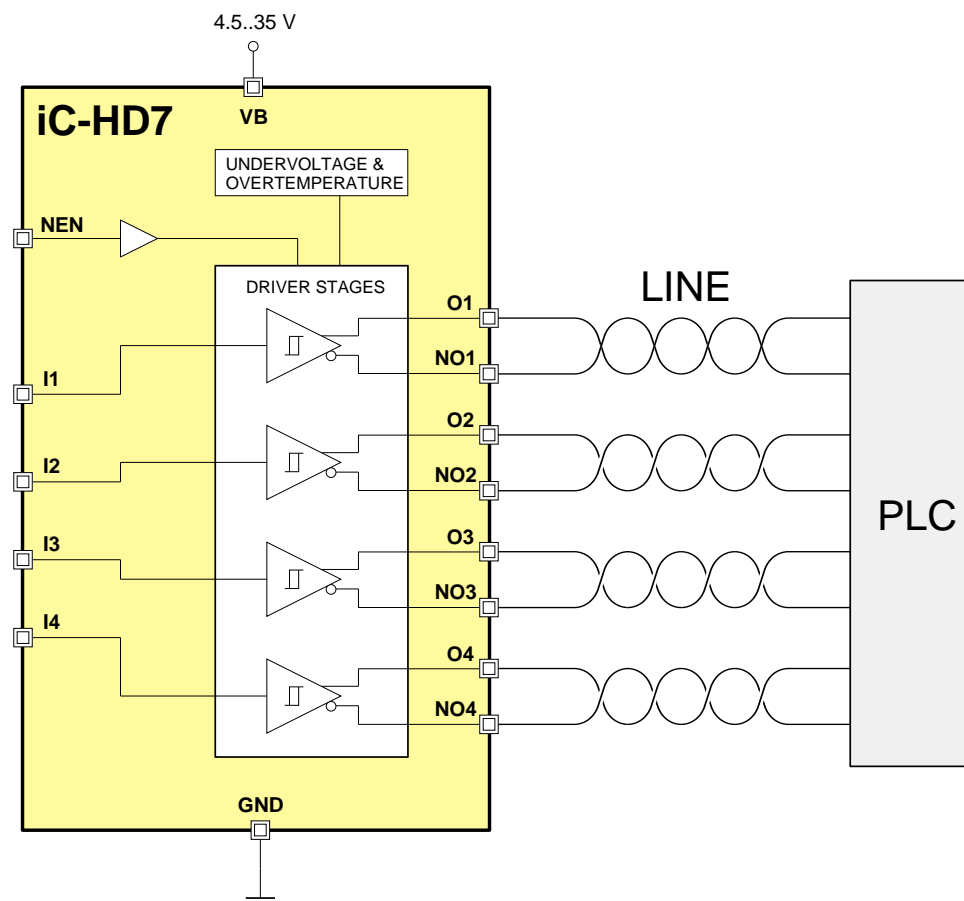 4.5..35 V
iC-HD7
VB
UNDERVOLTAGE &
OVERTEMPERATURE
NEN
DRIVER STAGES
LINE
O1
NO1
I1
O2
I2
NO2
PLC
O3
I3
NO3
I4
O4
NO4
GND